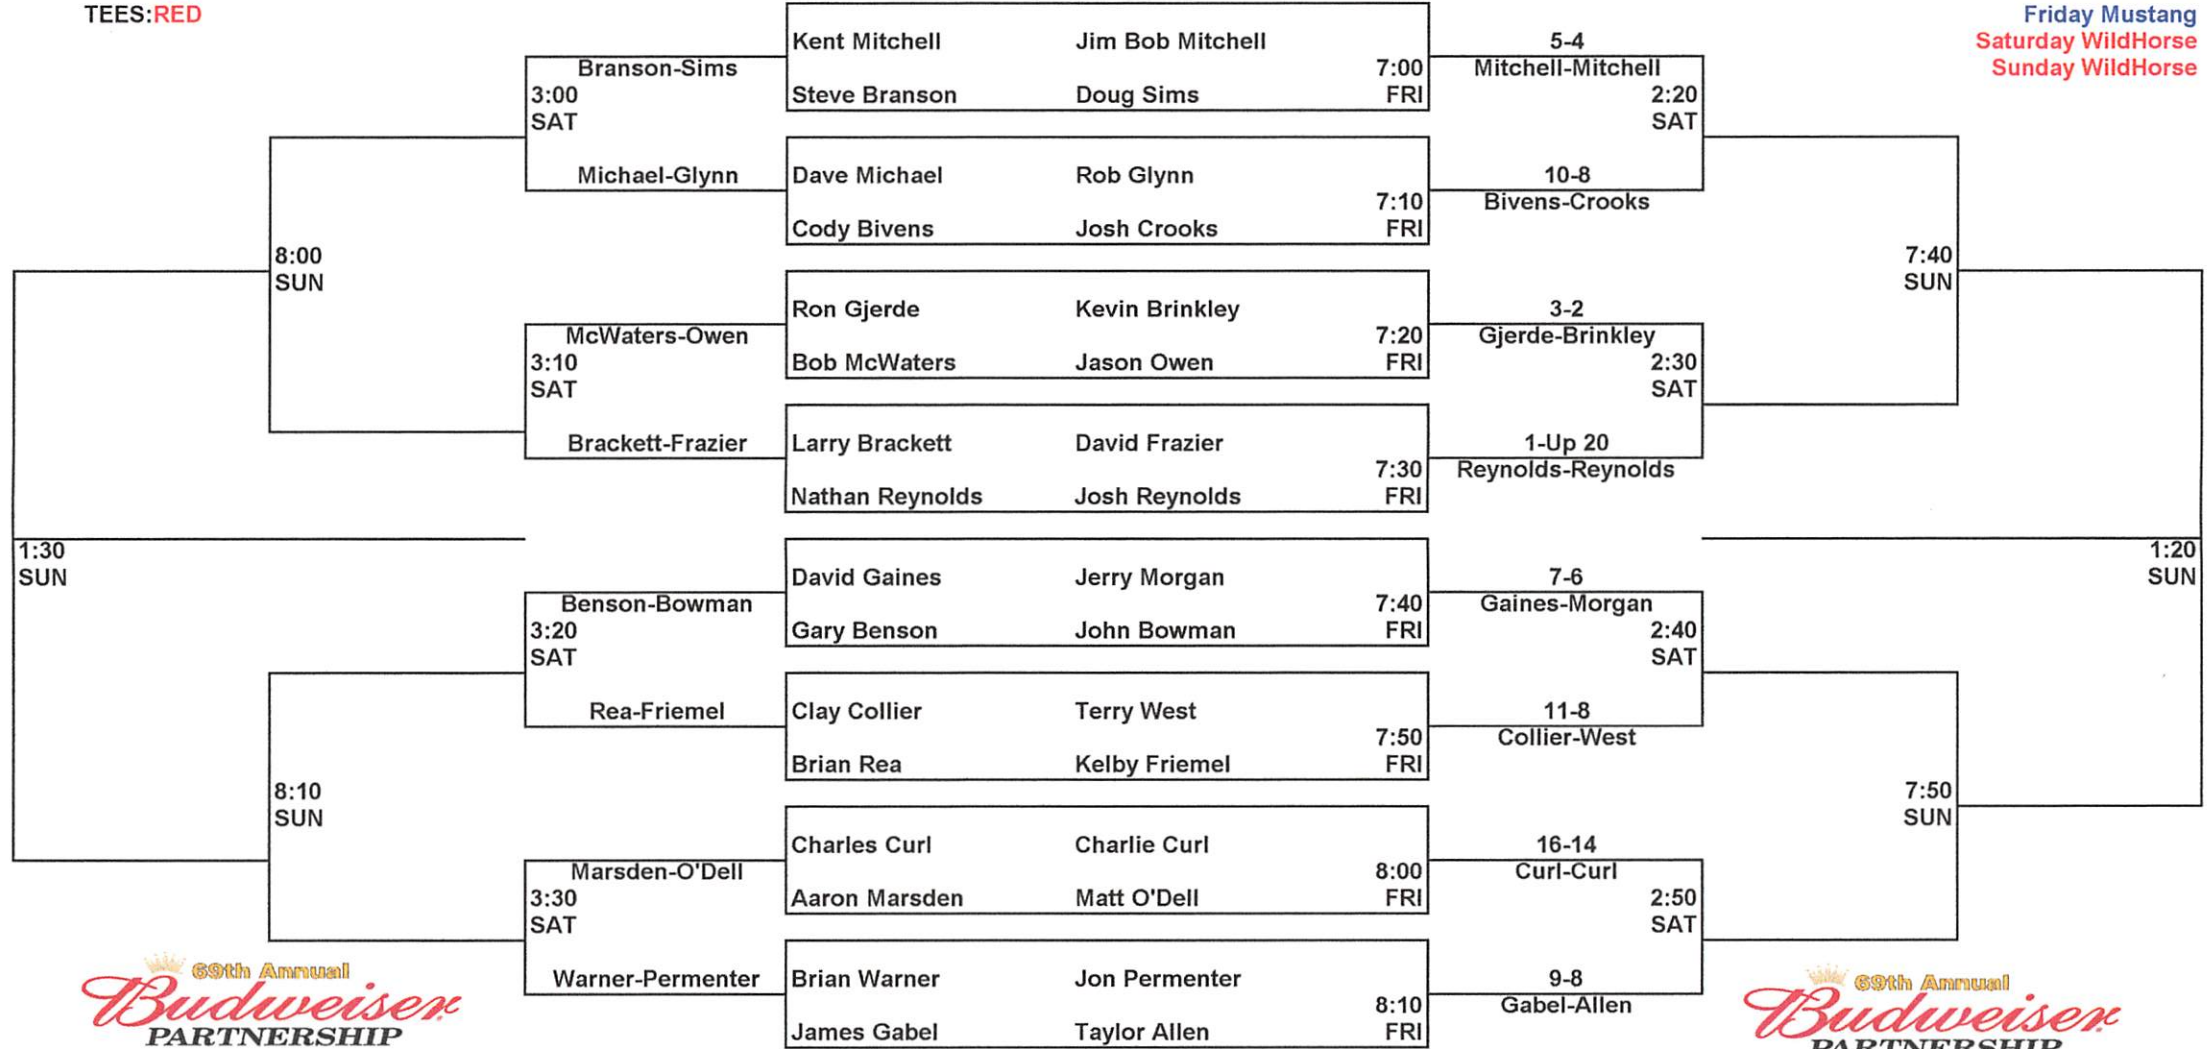 TEES:RED
Friday Mustang
Saturday WildHorse
Sunday WildHorse
Kent Mitchell Jim Bob Mitchell
7:00
Steve Branson Doug Sims FRI
Dave Michael Rob Glynn
7:10
Cody Bivens Josh Crooks FRI
Ron Gjerde Kevin Brinkley
7:20
Bob McWaters Jason Owen FRI
Larry Brackett David Frazier
7:30
Nathan Reynolds Josh Reynolds FRI
David Gaines Jerry Morgan
7:40
Gary Benson John Bowman FRI
Clay Collier Terry West
7:50
Brian Rea Kelby Friemel FRI
Charles Curl Charlie Curl
8:00
Aaron Marsden Matt O'Dell FRI
Brian Warner Jon Permenter
8:10
James Gabel Taylor Allen FRI
Branson-Sims
3:00
SAT
Michael-Glynn
8:00
SUN
McWaters-Owen
3:10
SAT
Brackett-Frazier
1:30
SUN
Benson-Bowman
3:20
SAT
Rea-Friemel
8:10
SUN
Marsden-O'Dell
3:30
SAT
Warner-Permenter
5-4
Mitchell-Mitchell
2:20
SAT
10-8
Bivens-Crooks
7:40
SUN
3-2
Gjerde-Brinkley
2:30
SAT
1-Up 20
Reynolds-Reynolds
1:20
SUN
7-6
Gaines-Morgan
2:40
SAT
11-8
Collier-West
7:50
SUN
16-14
Curl-Curl
2:50
SAT
9-8
Gabel-Allen
69th Annual
Budweiser
PARTNERSHIP
69th Annual
Budweiser
PARTNERSHIP